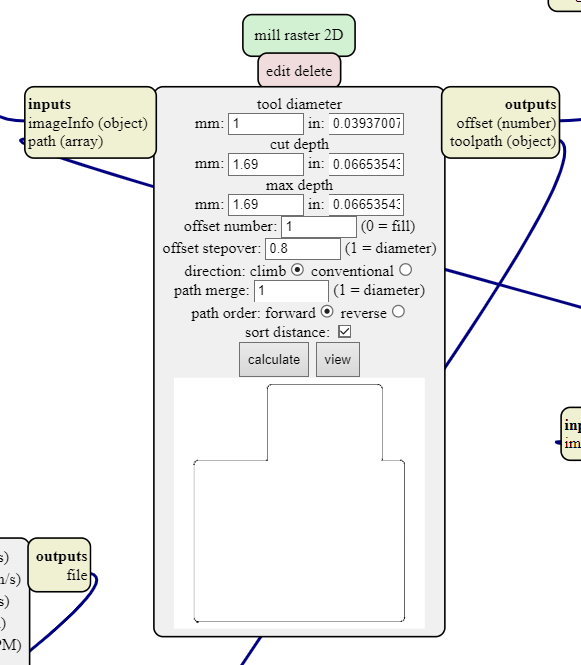 mill raster 2D
edit delete
inputs
imageInfo (object)
path (array)
tool diameter
mm: 1 in: 0.03937007
cut depth
mm: 1.69 in: 0.0665354
max depth
mm: 1.69 in: 0.0665354
offset number: 1 (0 = fill)
offset stepover: 0.8 (1 = diameter)
direction: climb conventional
path merge: 1 (1 = diameter)
path order: forward reverse
sort distance:
calculate view
outputs
offset (number)
toolpath (object)
inp
im
s)
/s)
s)
)
PM)
outputs
file